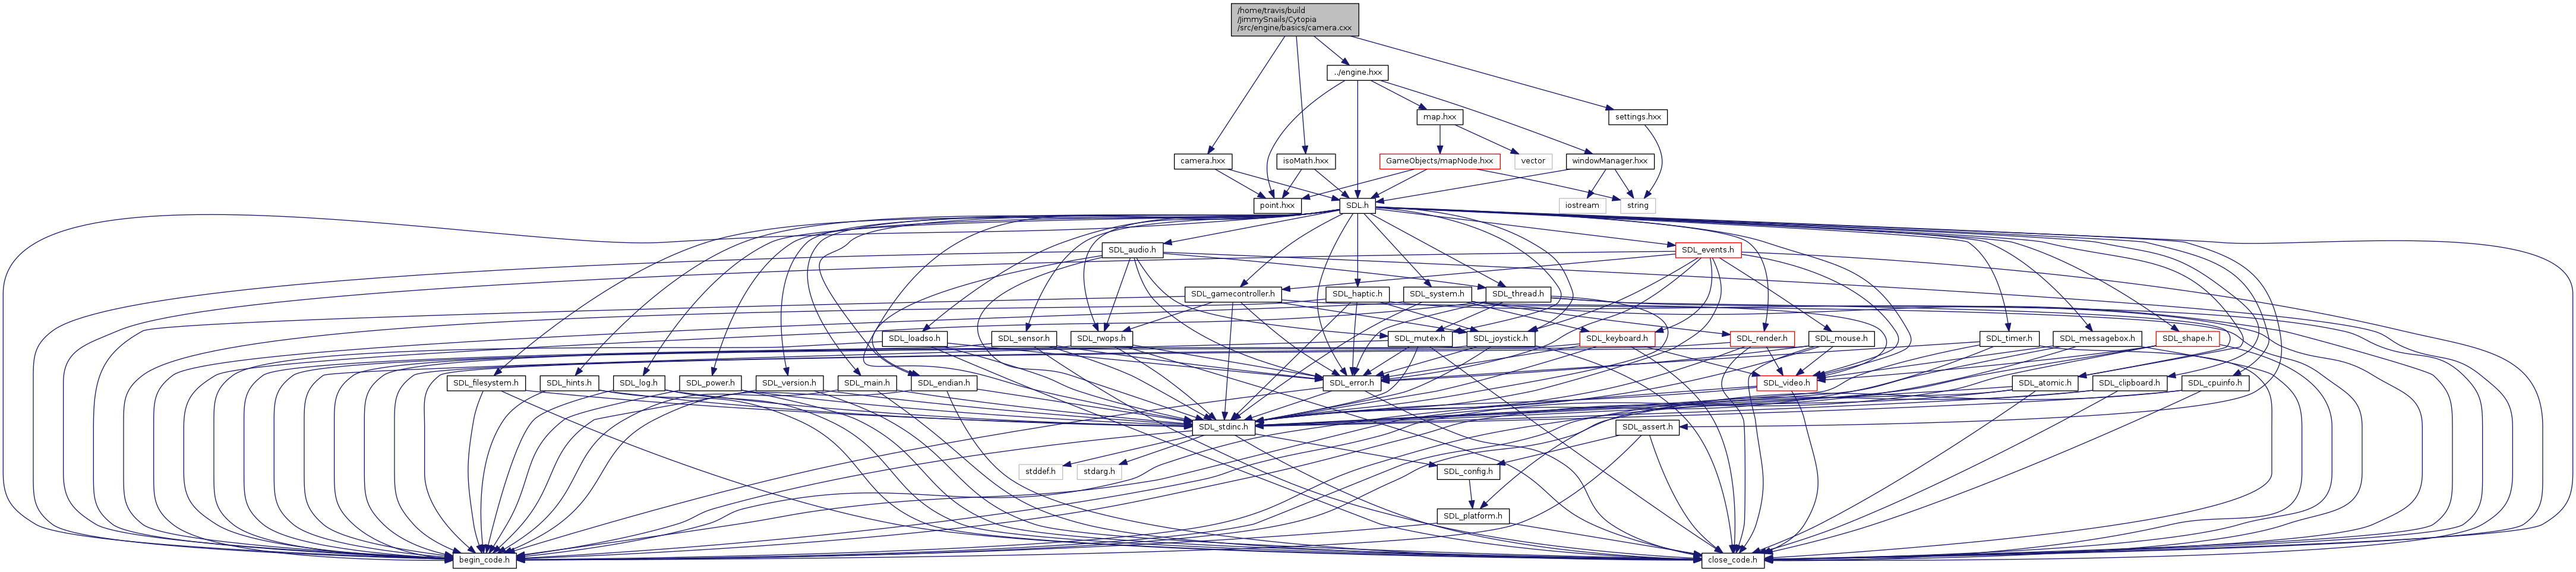 /home/travis/build
/JimmySnails/Cytopia
/src/engine/basics/camera.cxx
../engine.hxx
map.hxx
settings.hxx
camera.hxx
isoMath.hxx
GameObjects/mapNode.hxx
vector
windowManager.hxx
point.hxx
SDL.h
iostream
string
SDL_audio.h
SDL_events.h
SDL_gamecontroller.h
SDL_haptic.h
SDL_system.h
SDL_thread.h
SDL_loadso.h
SDL_sensor.h
SDL_rwops.h
SDL_mutex.h
SDL_joystick.h
SDL_keyboard.h
SDL_render.h
SDL_mouse.h
SDL_timer.h
SDL_messagebox.h
SDL_shape.h
SDL_filesystem.h
SDL_hints.h
SDL_log.h
SDL_power.h
SDL_version.h
SDL_main.h
SDL_endian.h
SDL_error.h
SDL_video.h
SDL_atomic.h
SDL_clipboard.h
SDL_cpuinfo.h
SDL_stdinc.h
SDL_assert.h
stddef.h
stdarg.h
SDL_config.h
SDL_platform.h
begin_code.h
close_code.h